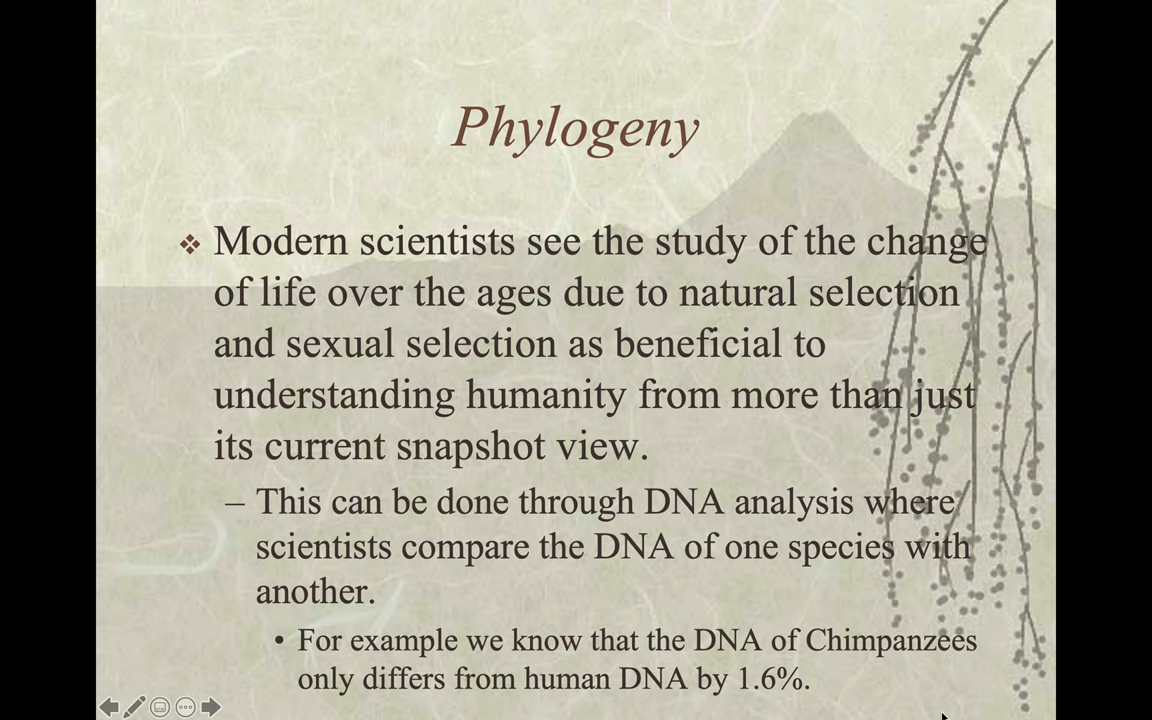 Phylogeny
Modern scientists see the study of the change
of life over the ages due to natural selection
and sexual selection as beneficial to
understanding humanity from more than just
its current snapshot view.
– This can be done through DNA analysis where
scientists compare the DNA of one species with
another.
• For example we know that the DNA of Chimpanzees
only differs from human DNA by 1.6%.